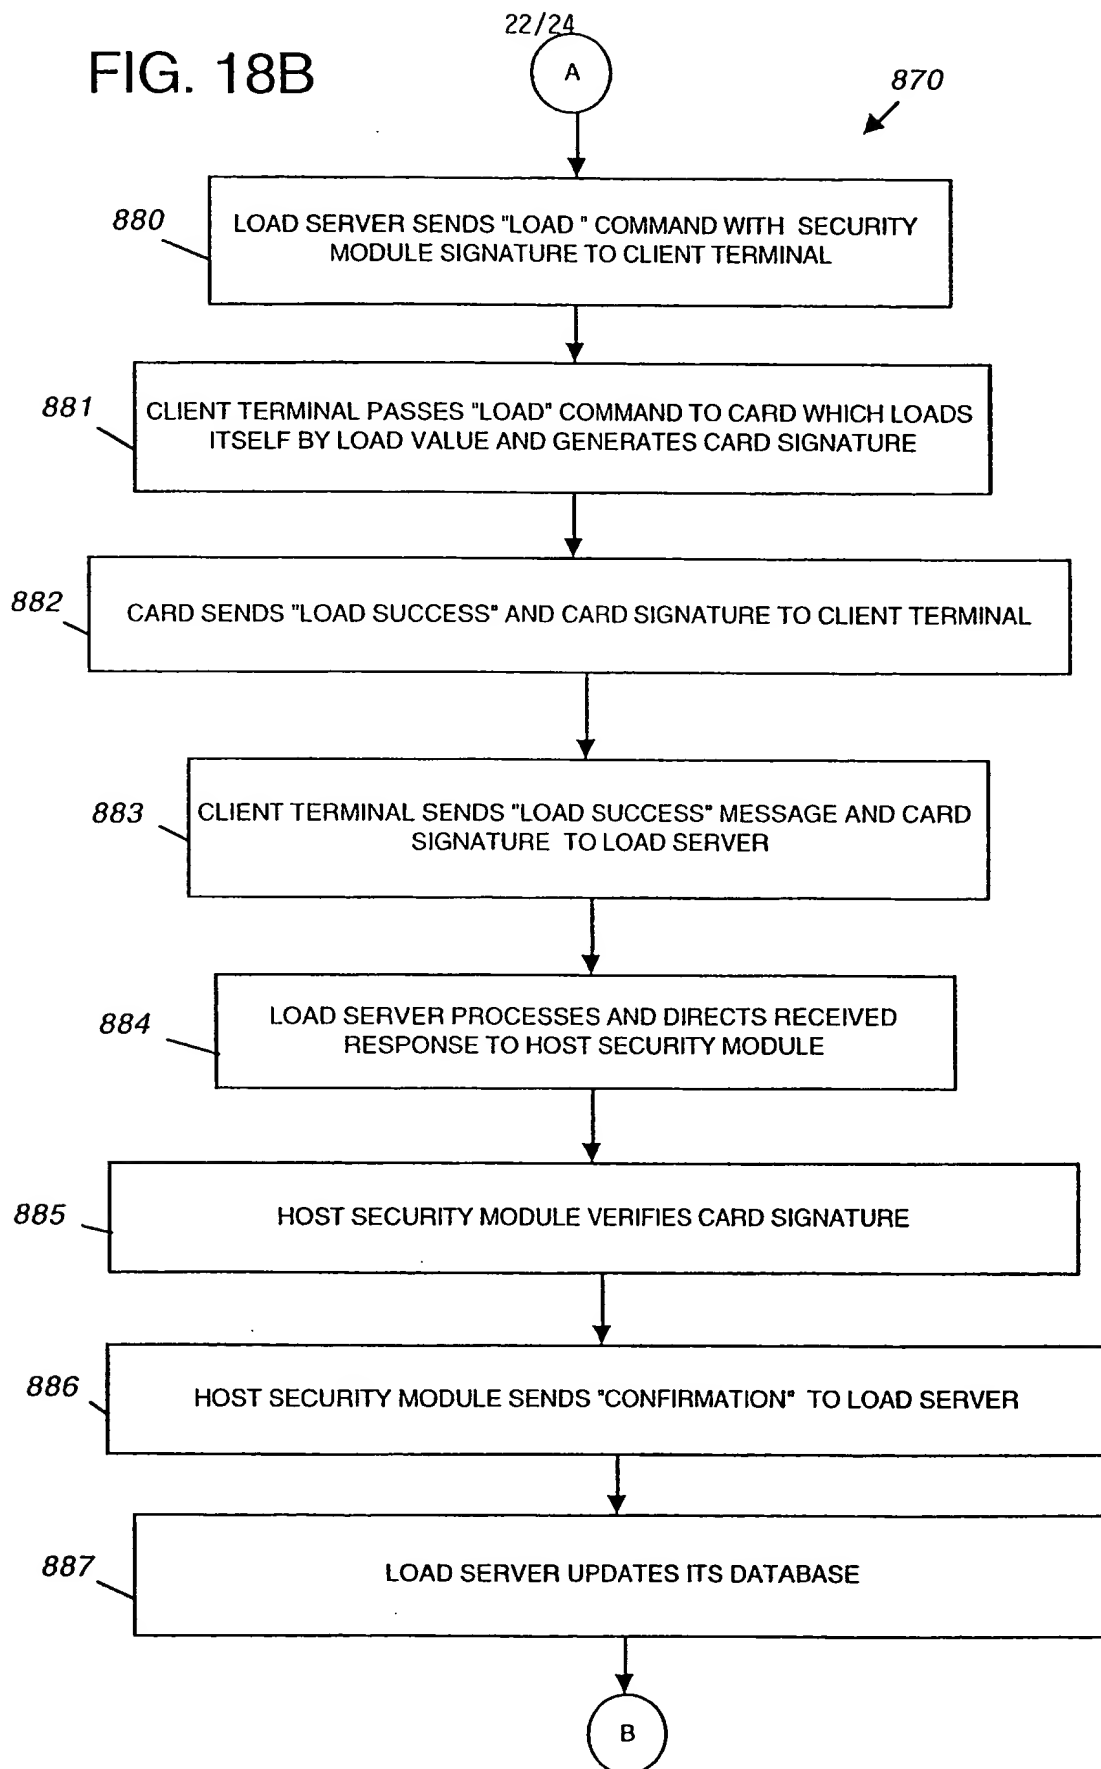 22/24
FIG. 18B
A
870
880
LOAD SERVER SENDS "LOAD " COMMAND WITH SECURITY
MODULE SIGNATURE TO CLIENT TERMINAL
881
CLIENT TERMINAL PASSES "LOAD" COMMAND TO CARD WHICH LOADS
ITSELF BY LOAD VALUE AND GENERATES CARD SIGNATURE
882
CARD SENDS "LOAD SUCCESS" AND CARD SIGNATURE TO CLIENT TERMINAL
883
CLIENT TERMINAL SENDS "LOAD SUCCESS" MESSAGE AND CARD
SIGNATURE TO LOAD SERVER
884
LOAD SERVER PROCESSES AND DIRECTS RECEIVED
RESPONSE TO HOST SECURITY MODULE
885
HOST SECURITY MODULE VERIFIES CARD SIGNATURE
886
HOST SECURITY MODULE SENDS "CONFIRMATION" TO LOAD SERVER
887
LOAD SERVER UPDATES ITS DATABASE
B